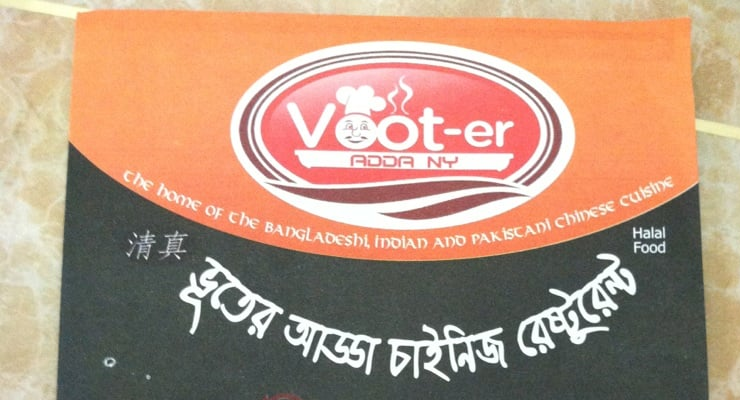 Voot-er
ADDA NY
The home of the Bangladeshi, Indian and Pakistani Chinese Cuisine
清真
Halal
Food
ভূতের আড্ডা চাইনিজ রেষ্টুরেন্ট